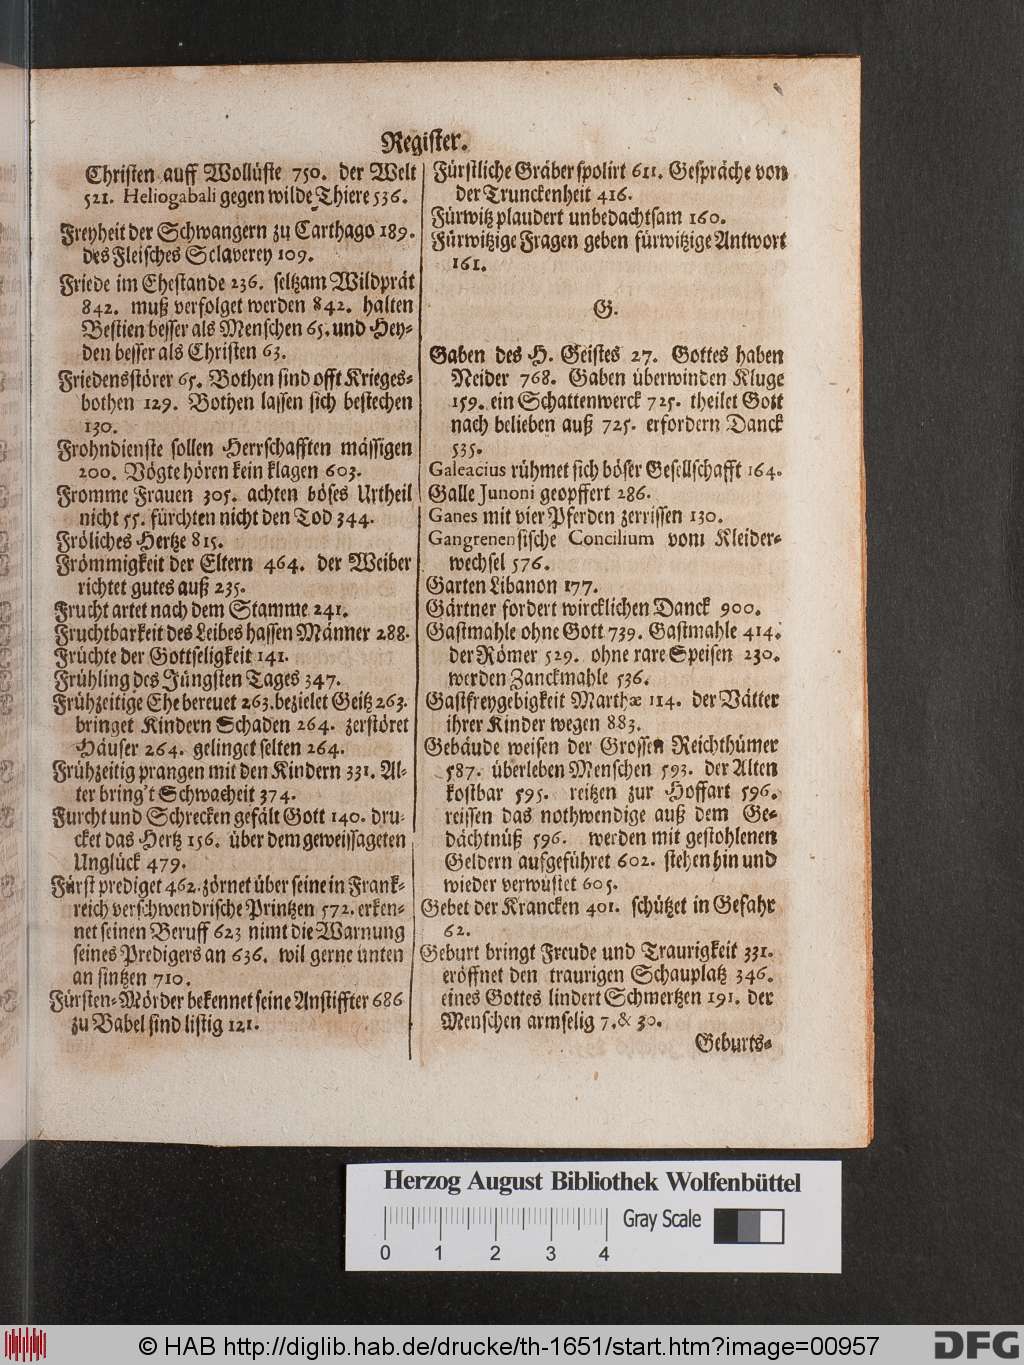 Register.
Christen auff Wollüste 750. der Welt
521. Heliogabali gegen wilde Thiere 536.
Freyheit der Schwangern zu Carthago 189.
des Fleisches Sclaverey 109.
Friede im Ehestande 236. seltzam Wildprät
842. muß verfolget werden 842. halten
Bestien besser als Menschen 65. und Hey-
den besser als Christen 63.
Friedensstörer 65. Bothen sind offt Krieges-
bothen 129. Bothen lassen sich bestechen
130.
Frohndienste sollen Herrschafften mässigen
200. Vögte hören kein klagen 603.
Fromme Frauen 305. achten böses Urtheil
nicht 55. fürchten nicht den Tod 344.
Fröliches Hertze 815.
Frömmigkeit der Eltern 464. der Weiber
richtet gutes auß 235.
Frucht artet nach dem Stamme 241.
Fruchtbarkeit des Leibes hassen Männer 288.
Früchte der Gottseligkeit 141.
Frühling des Jüngsten Tages 347.
Frühzeitige Ehe bereuet 263. bezielet Geitz 263.
bringet Kindern Schaden 264. zerstöret
Häuser 264. gelinget selten 264.
Frühzeitig prangen mit den Kindern 331. Al-
ter bring't Schwacheit 374.
Furcht und Schrecken gefält Gott 140. dru-
cket das Hertz 156. über dem geweissageten
Unglück 479.
Fürst prediget 462. zörnet über seine in Frank-
reich verschwendrische Printzen 572. erken-
net seinen Beruff 623 nimt die Warnung
seines Predigers an 636. wil gerne unten
an sintzen 710.
Fürsten-Mörder bekennet seine Anstiffter 686
zu Babel sind listig 121.
Fürstliche Gräber spolirt 611. Gespräche von
der Trunckenheit 416.
Fürwitz plaudert unbedachtsam 160.
Fürwitzige Fragen geben fürwitzige Antwort
161.
G.
Gaben des H. Geistes 27. Gottes haben
Neider 768. Gaben überwinden Kluge
159. ein Schattenwerck 725. theilet Gott
nach belieben auß 725. erfordern Danck
535.
Galeacius rühmet sich böser Gesellschafft 164.
Galle Junoni geopffert 286.
Ganes mit vier Pferden zerrissen 130.
Gangrenensische Concilium vom Kleider-
wechsel 576.
Garten Libanon 177.
Gärtner fordert wircklichen Danck 900.
Gastmahle ohne Gott 739. Gastmahle 414.
der Römer 529. ohne rare Speisen 230.
werden Zanckmahle 536.
Gastfreygebigkeit Marthæ 114. der Vätter
ihrer Kinder wegen 883.
Gebäude weisen der Grossen Reichthümer
587. überleben Menschen 593. der Alten
kostbar 595. reitzen zur Hoffart 596.
reissen das nothwendige auß dem Ge-
dächtnüß 596. werden mit gestohlenen
Geldern aufgeführet 602. stehen hin und
wieder verwüstet 605.
Gebet der Krancken 401. schützet in Gefahr
62.
Geburt bringt Freude und Traurigkeit 331.
eröffnet den traurigen Schauplatz 346.
eines Gottes lindert Schmertzen 191. der
Menschen armselig 7. & 30.
Geburts-
Herzog August Bibliothek Wolfenbüttel
Gray Scale
0 1 2 3 4
© HAB http://diglib.hab.de/drucke/th-1651/start.htm?image=00957
DFG